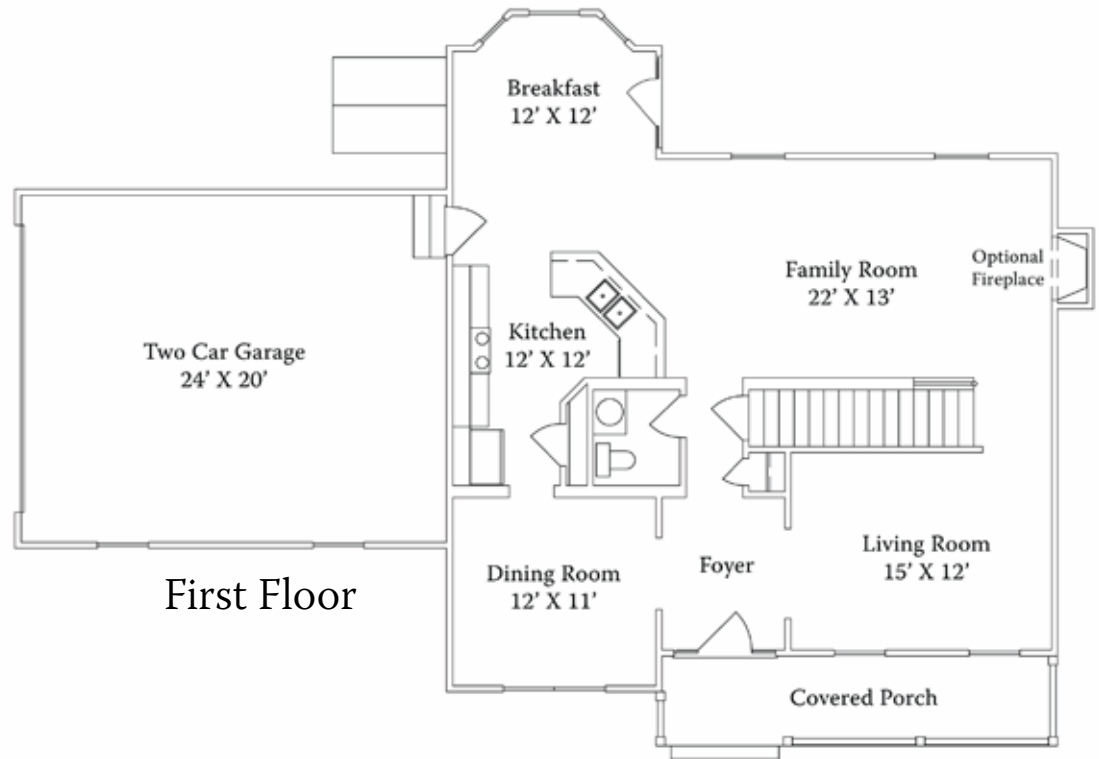 Breakfast
12’ X 12’
Optional
Fireplace
Family Room
22’ X 13’
Kitchen
12’ X 12’
Two Car Garage
24’ X 20’
Living Room
15’ X 12’
Foyer
Dining Room
12’ X 11’
First Floor
Covered Porch